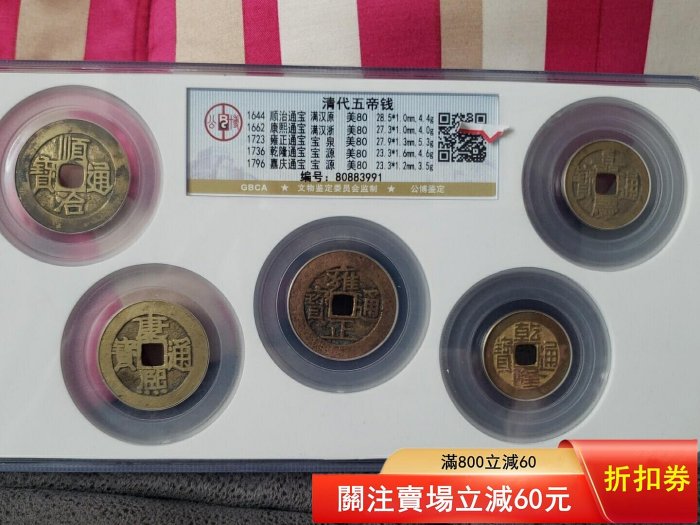 清代五帝钱
1644 顺治通宝 满汉原 美80 28.5*1.0mm,4.4g
1662 康熙通宝 满汉浙 美80 27.3*1.0mm,4.0g
1723 雍正通宝 宝 泉 美80 27.9*1.3mm,5.3g
1736 乾隆通宝 宝 源 美80 23.3*1.6mm,4.6g
1796 嘉庆通宝 宝 源 美80 23.3*1.2mm,3.5g
编号: 80883991
GBCA ★ 文物鉴定委员会监制 ★ 公博鉴定
順治通寶
康熙通寶
雍正通寶
乾隆通寶
滿800立減60
關注賣場立減60元
折扣券